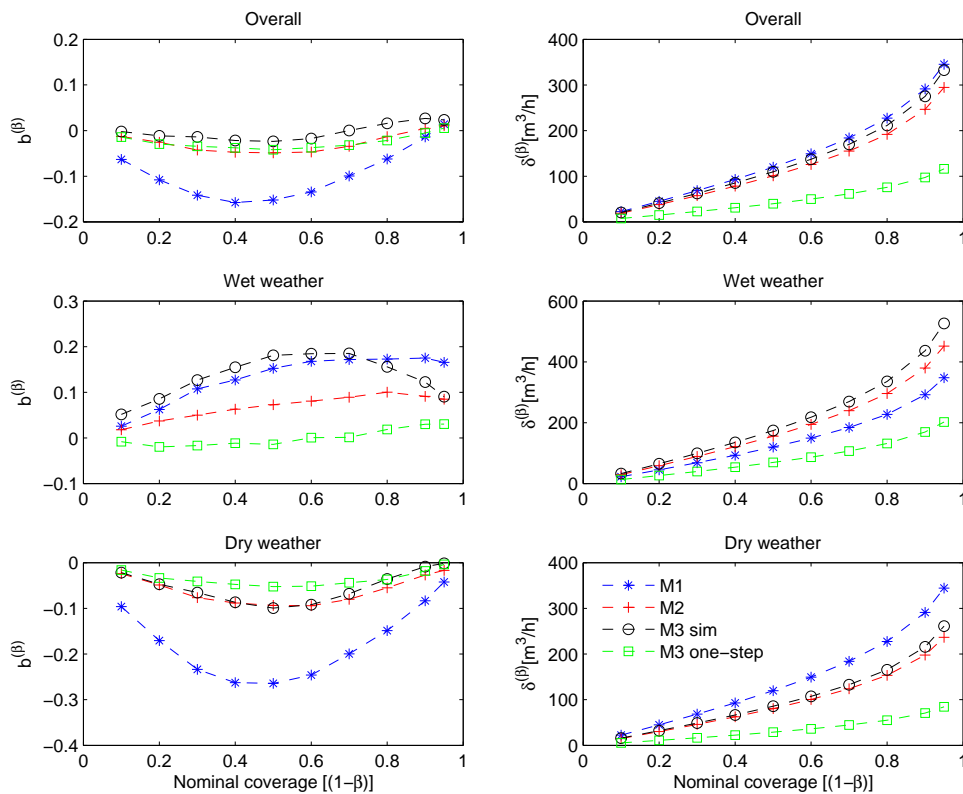 Overall
0.2
0.1
0
−0.1
−0.2
b(β)
0 0.2 0.4 0.6 0.8 1
Overall
400
300
200
100
0
δ(β)[m3/h]
0 0.2 0.4 0.6 0.8 1
Wet weather
0.3
0.2
0.1
0
−0.1
b(β)
0 0.2 0.4 0.6 0.8 1
Wet weather
600
400
200
0
δ(β)[m3/h]
0 0.2 0.4 0.6 0.8 1
Dry weather
0
−0.1
−0.2
−0.3
−0.4
b(β)
0 0.2 0.4 0.6 0.8 1
Nominal coverage [(1−β)]
Dry weather
400
300
200
100
0
δ(β)[m3/h]
M1
M2
M3 sim
M3 one−step
0 0.2 0.4 0.6 0.8 1
Nominal coverage [(1−β)]